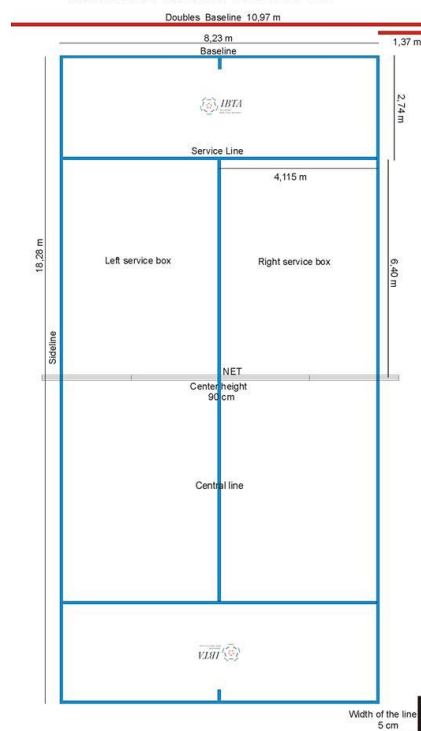 Doubles Baseline 10,97 m
8,23 m
1,37 m
Baseline
2,74 m
IBTA
Service Line
4,115 m
18,28 m
Left service box
Right service box
6,40 m
Sideline
NET
Center height
90 cm
Central line
IBTA
Width of the line
5 cm